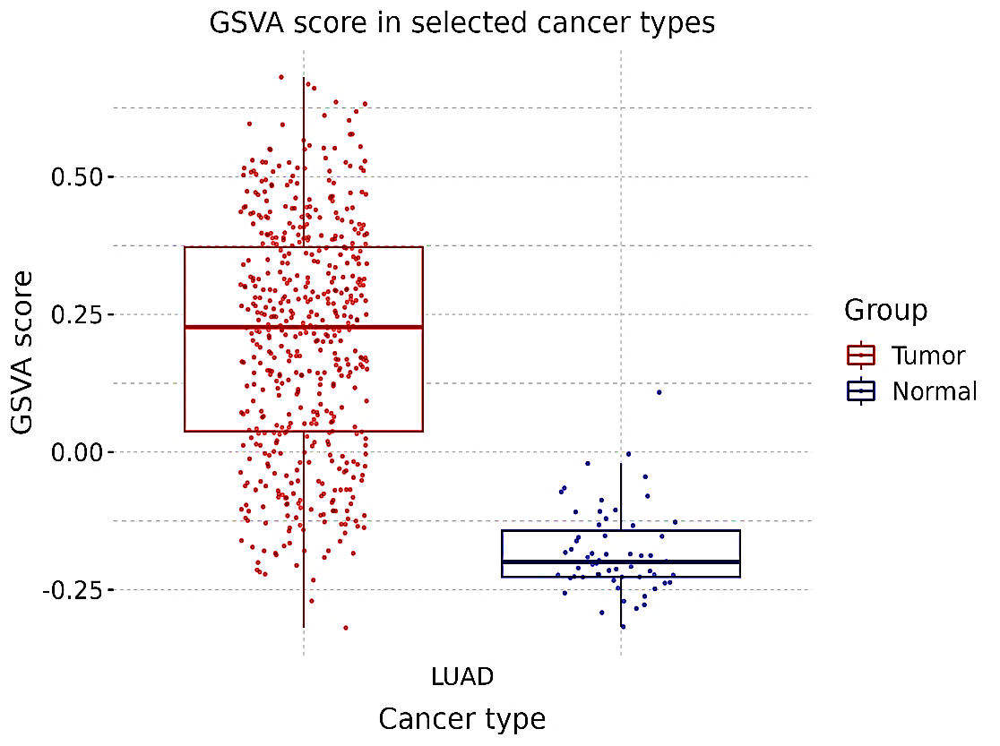 GSVA score in selected cancer types
GSVA score
0.50
0.25
0.00
-0.25
LUAD
Cancer type
Group
Tumor
Normal